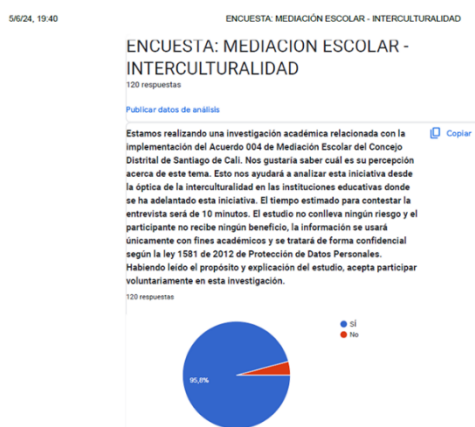 5/6/24, 19:40 ENCUESTA: MEDIACIÓN ESCOLAR - INTERCULTURALIDAD
ENCUESTA: MEDIACIÓN ESCOLAR -
INTERCULTURALIDAD
120 respuestas
Publicar datos de análisis
Estamos realizando una investigación académica relacionada con la
implementación del Acuerdo 004 de Mediación Escolar del Concejo
Distrital de Santiago de Cali. Nos gustaría saber cuál es su percepción
acerca de este tema. Esto nos ayudará a analizar esta iniciativa desde
la óptica de la interculturalidad en las instituciones educativas donde
se ha adelantado esta iniciativa. El tiempo estimado para contestar la
entrevista será de 10 minutos. El estudio no conlleva ningún riesgo y el
participante no recibe ningún beneficio, la información se usará
únicamente con fines académicos y se tratará de forma confidencial
según la ley 1581 de 2012 de Protección de Datos Personales.
Habiendo leído el propósito y explicación del estudio, acepta participar
voluntariamente en esta investigación.
Copiar
120 respuestas
SÍ
No
95,8%